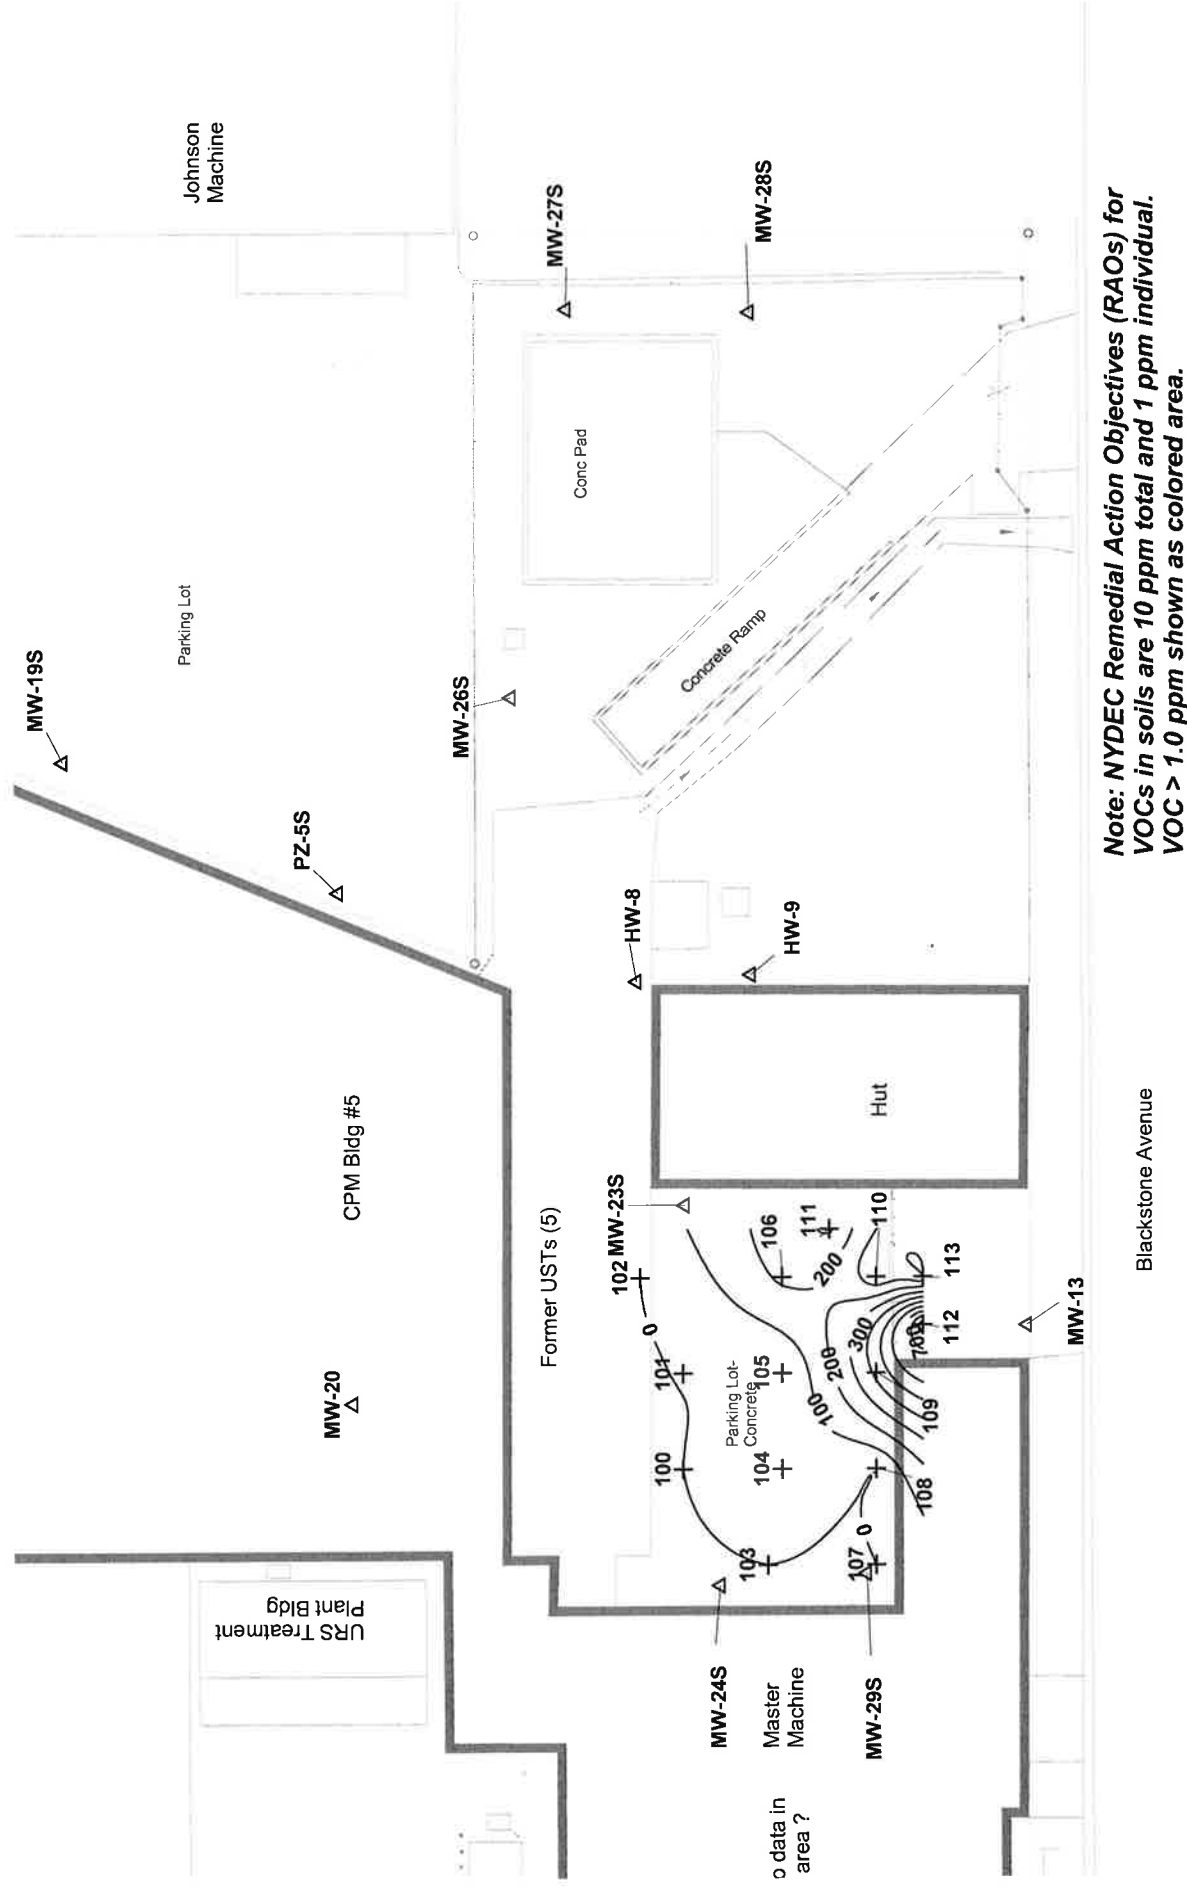 Johnson
Machine
MW-19S
Parking Lot
PZ-5S
MW-27S
MW-28S
MW-26S
Conc Pad
Concrete Ramp
HW-8
HW-9
CPM Bldg #5
MW-20
URS Treatment
Plant Bldg
Former USTs (5)
Hut
102
MW-23S
0
101
100
Parking Lot-
Concrete
105
104
103
106
111
110
200
113
112
700
300
200
100
109
108
107
0
MW-24S
Master
Machine
MW-29S
MW-13
data in
area ?
Blackstone Avenue
Note: NYDEC Remedial Action Objectives (RAOs) for
VOCs in soils are 10 ppm total and 1 ppm individual.
VOC > 1.0 ppm shown as colored area.